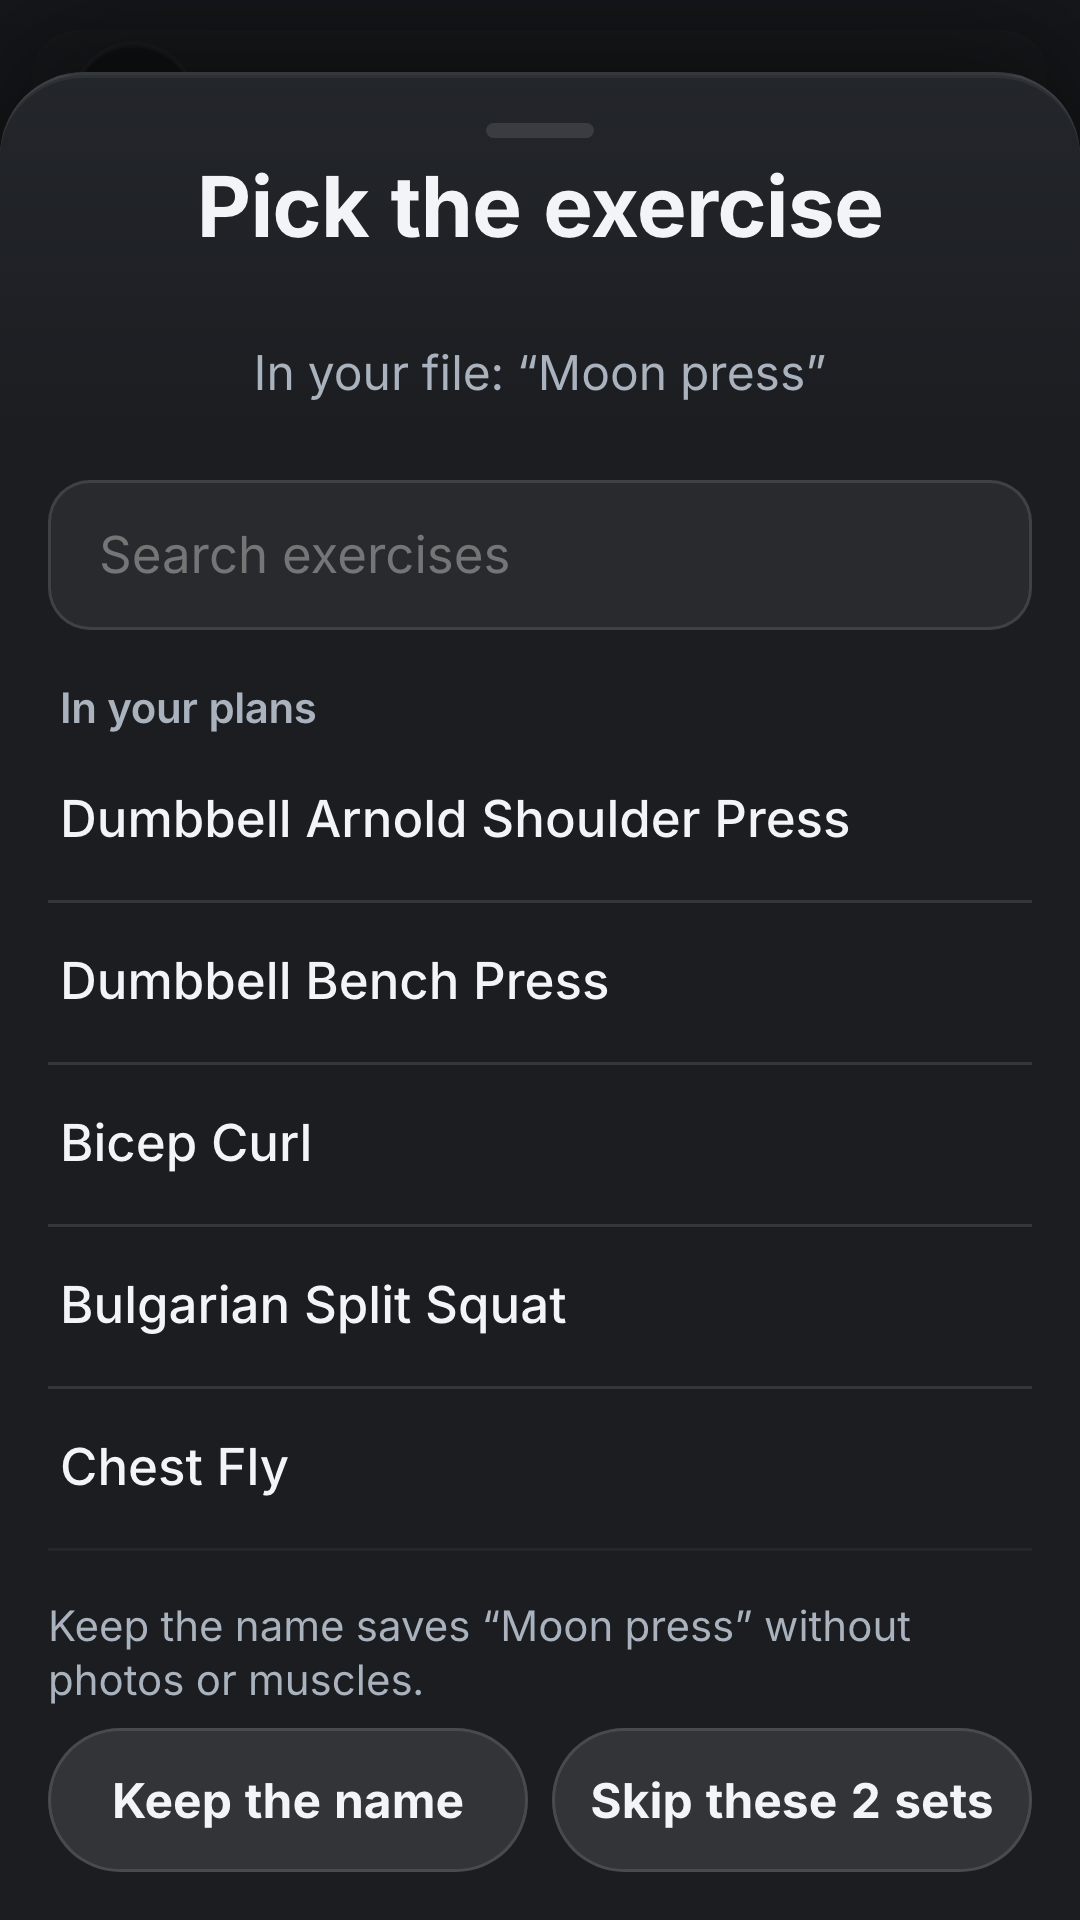 Pick the exercise
In your file: “Moon press”
Search exercises
In your plans
Dumbbell Arnold Shoulder Press
Dumbbell Bench Press
Bicep Curl
Bulgarian Split Squat
Chest Fly
Keep the name saves “Moon press” without
photos or muscles.
Keep the name
Skip these 2 sets